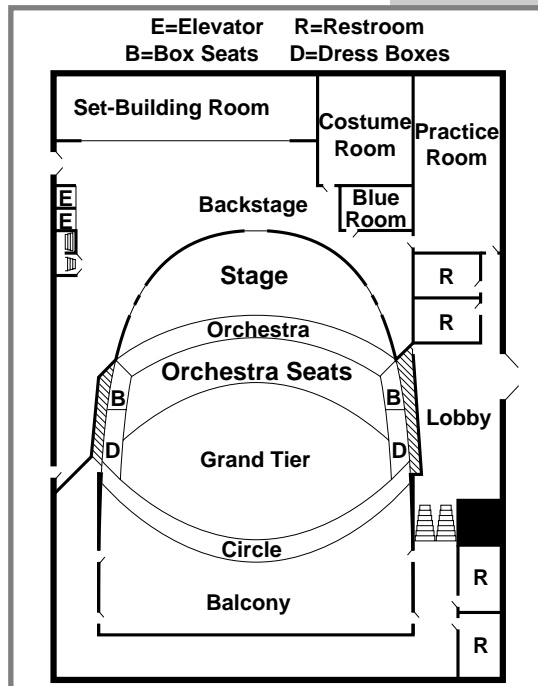 E=Elevator R=Restroom
B=Box Seats D=Dress Boxes
Set-Building Room
Costume
Room
Practice
Room
E
E
Backstage
Blue
Room
Stage
R
R
Orchestra
Orchestra Seats
B
B
Lobby
D
D
Grand Tier
Circle
R
Balcony
R